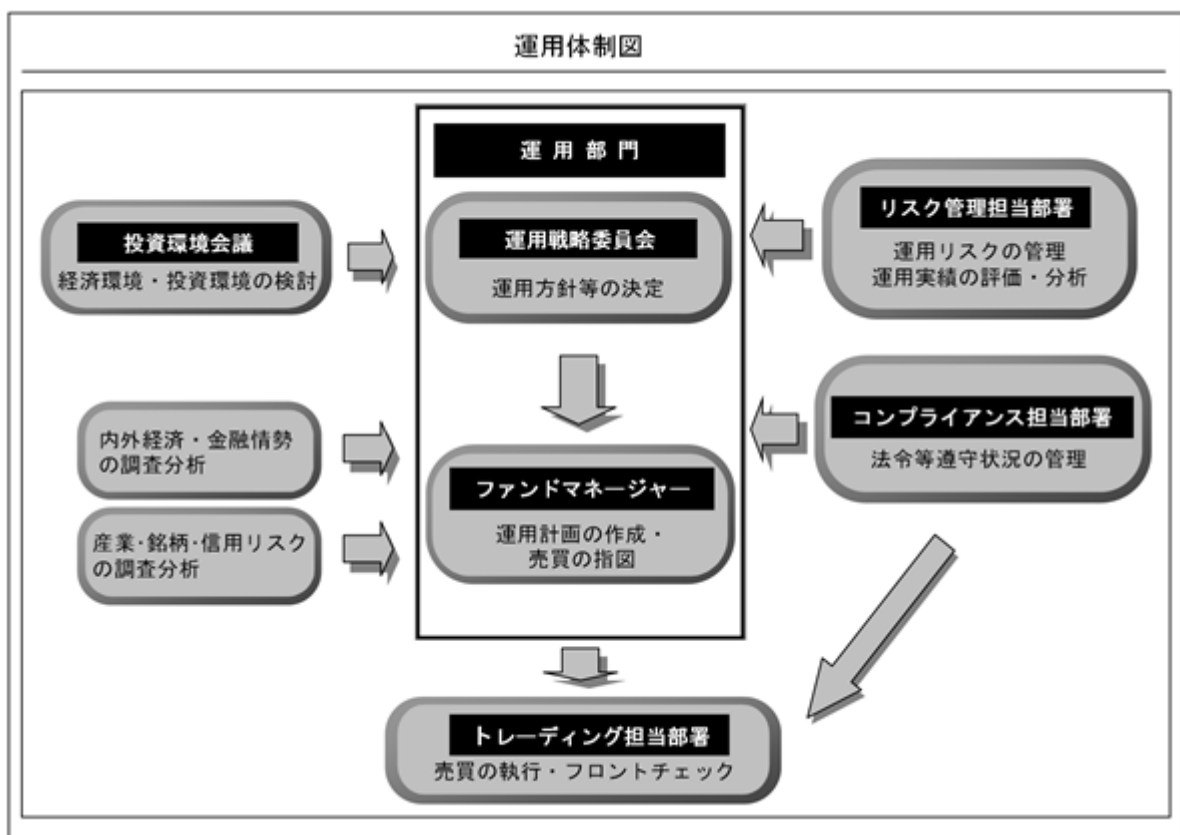 運用体制図
運用部門
投資環境会議
経済環境・投資環境の検討
運用戦略委員会
運用方針等の決定
リスク管理担当部署
運用リスクの管理
運用実績の評価・分析
内外経済・金融情勢
の調査分析
産業・銘柄・信用リスク
の調査分析
ファンドマネージャー
運用計画の作成・
売買の指図
コンプライアンス担当部署
法令等遵守状況の管理
トレーディング担当部署
売買の執行・フロントチェック